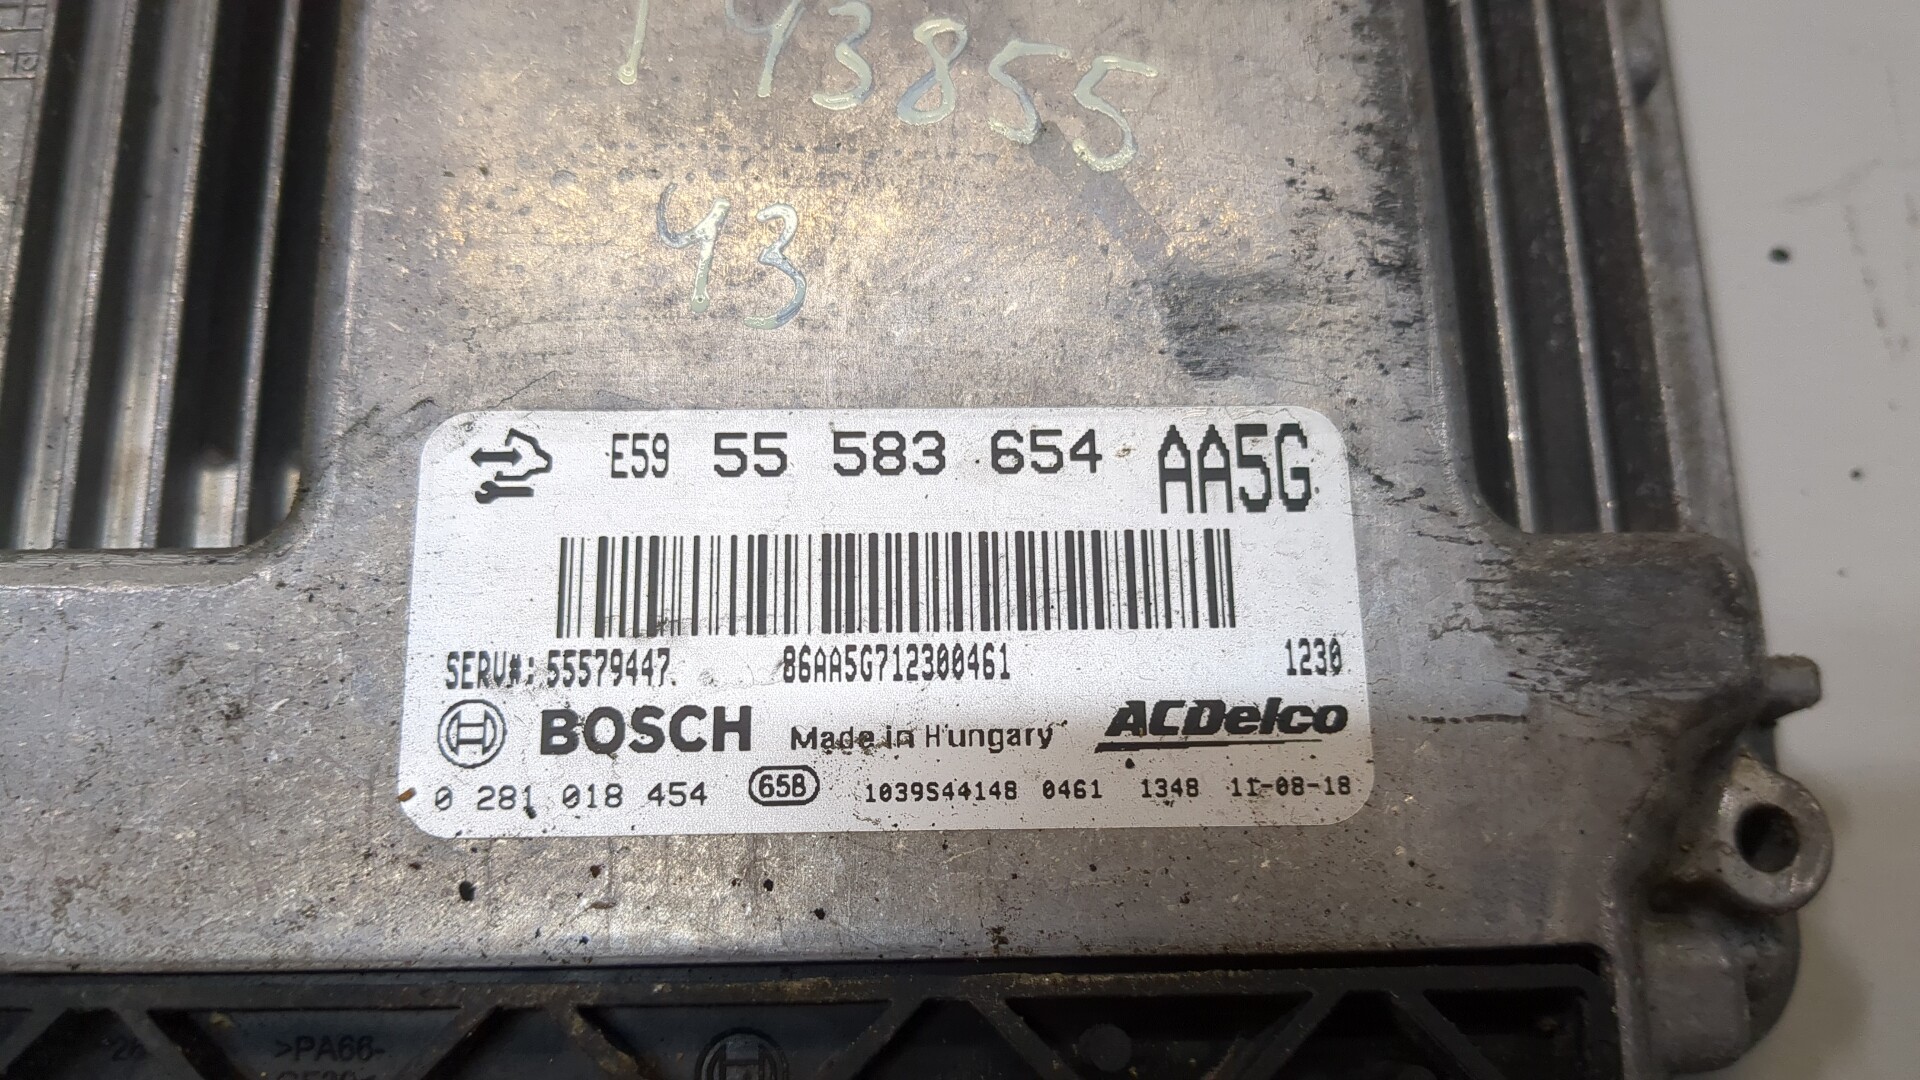 143855
43
E59 55 583 654 AA5G
SERV#: 55579447 86AA5G712300461 1230
BOSCH Made in Hungary ACDelco
0 281 018 454 65B 1039S44148 0461 1348 11-08-18
>PA66-